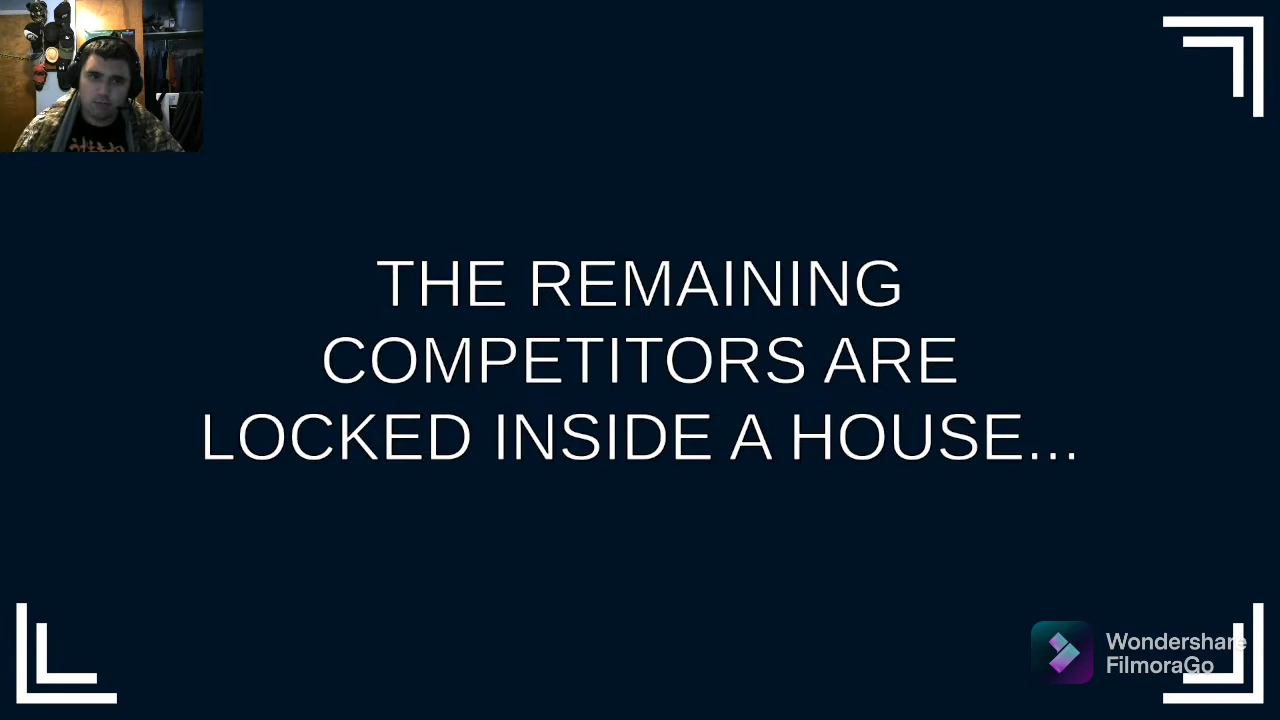 THE REMAINING
COMPETITORS ARE
LOCKED INSIDE A HOUSE...
Wondershare
FilmoraGo